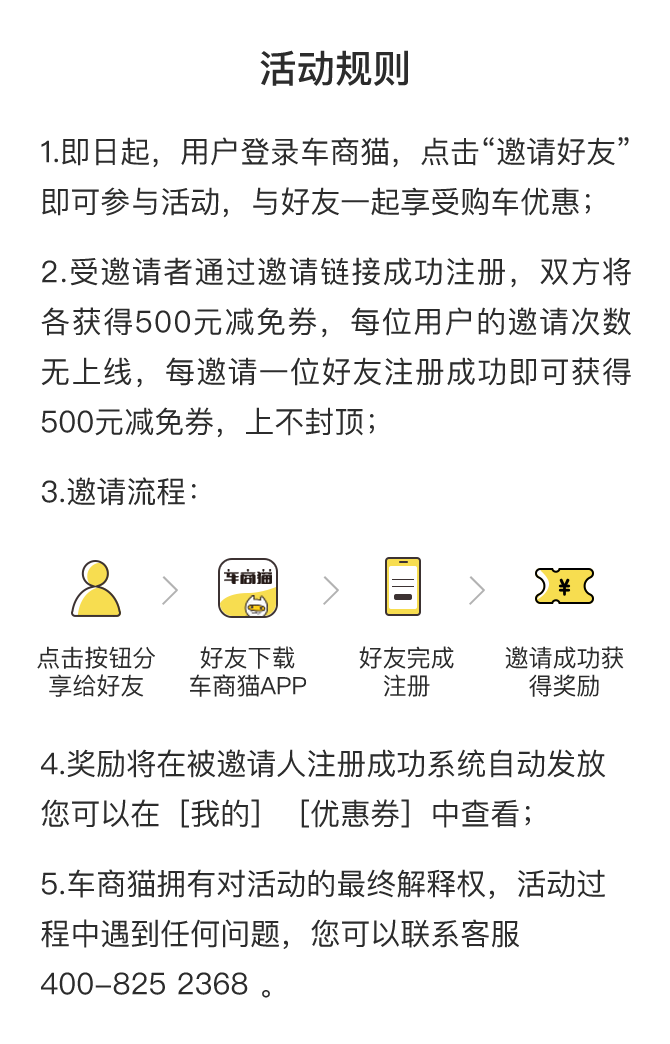 活动规则
1.即日起，用户登录车商猫，点击“邀请好友”
即可参与活动，与好友一起享受购车优惠；
2.受邀请者通过邀请链接成功注册，双方将
各获得500元减免券，每位用户的邀请次数
无上线，每邀请一位好友注册成功即可获得
500元减免券，上不封顶；
3.邀请流程：
车商猫
¥
点击按钮分
享给好友
好友下载
车商猫APP
好友完成
注册
邀请成功获
得奖励
4.奖励将在被邀请人注册成功系统自动发放
您可以在［我的］［优惠券］中查看；
5.车商猫拥有对活动的最终解释权，活动过
程中遇到任何问题，您可以联系客服
400-825 2368 。